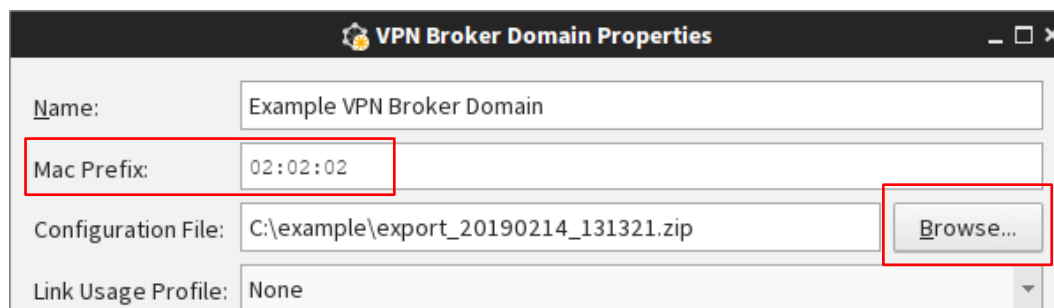 VPN Broker Domain Properties
Name: Example VPN Broker Domain
Mac Prefix: 02:02:02
Configuration File: C:\example\export_20190214_131321.zip Browse...
Link Usage Profile: None